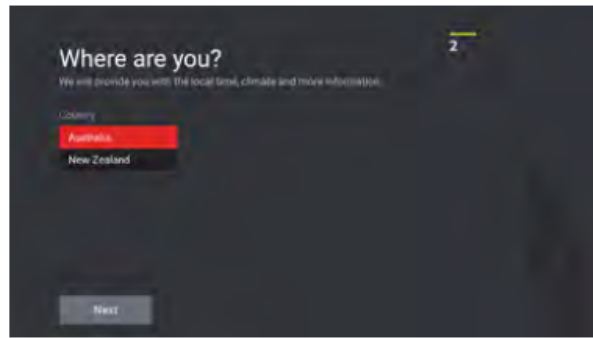 2
Where are you?
We will provide you with the local time, climate and more information.
Country
Australia
New Zealand
Next